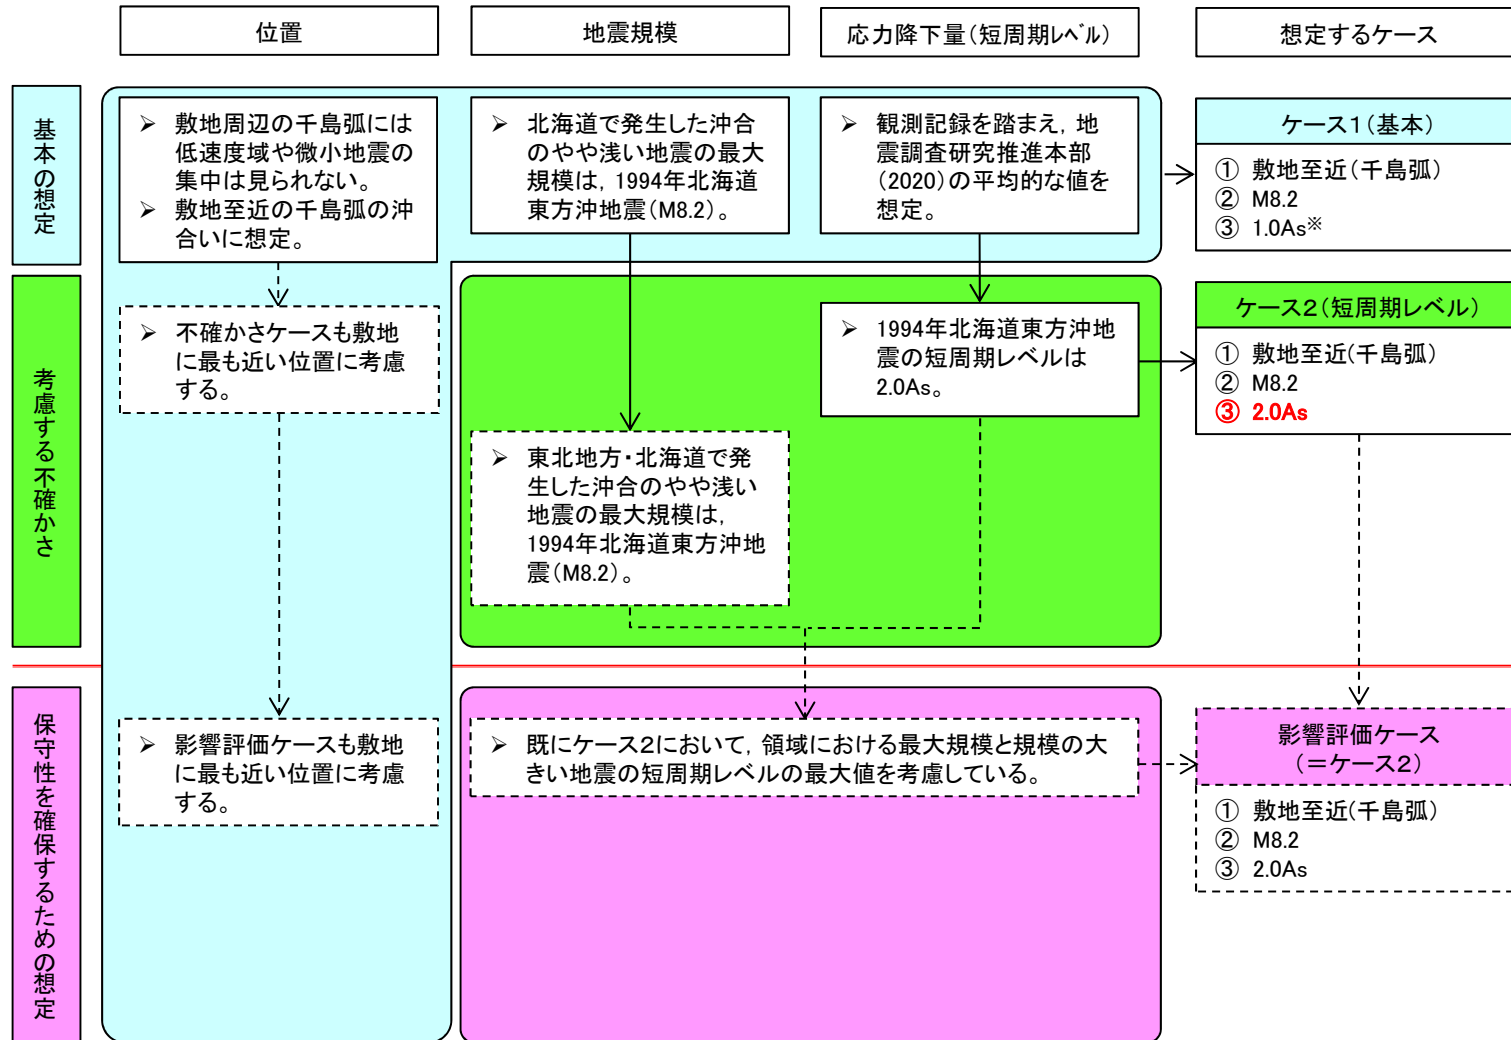 位置
地震規模
応力降下量(短周期ﾚﾍﾞﾙ)
想定するケース
基本の想定
➢ 敷地周辺の千島弧には
低速度域や微小地震の
集中は見られない。
➢ 敷地至近の千島弧の沖
合いに想定。
➢ 北海道で発生した沖合
のやや浅い地震の最大
規模は，1994年北海道
東方沖地震(M8.2)。
➢ 観測記録を踏まえ，地
震調査研究推進本部
(2020)の平均的な値を
想定。
ケース1(基本)
① 敷地至近(千島弧)
② M8.2
③ 1.0As※
考慮する不確かさ
➢ 不確かさケースも敷地
に最も近い位置に考慮
する。
➢ 東北地方・北海道で発
生した沖合のやや浅い
地震の最大規模は，
1994年北海道東方沖地
震(M8.2)。
➢ 1994年北海道東方沖地
震の短周期レベルは
2.0As。
ケース2(短周期レベル)
① 敷地至近(千島弧)
② M8.2
③ 2.0As
保守性を確保するための想定
➢ 影響評価ケースも敷地
に最も近い位置に考慮
する。
➢ 既にケース2において，領域における最大規模と規模の大
きい地震の短周期レベルの最大値を考慮している。
影響評価ケース
(＝ケース2)
① 敷地至近(千島弧)
② M8.2
③ 2.0As